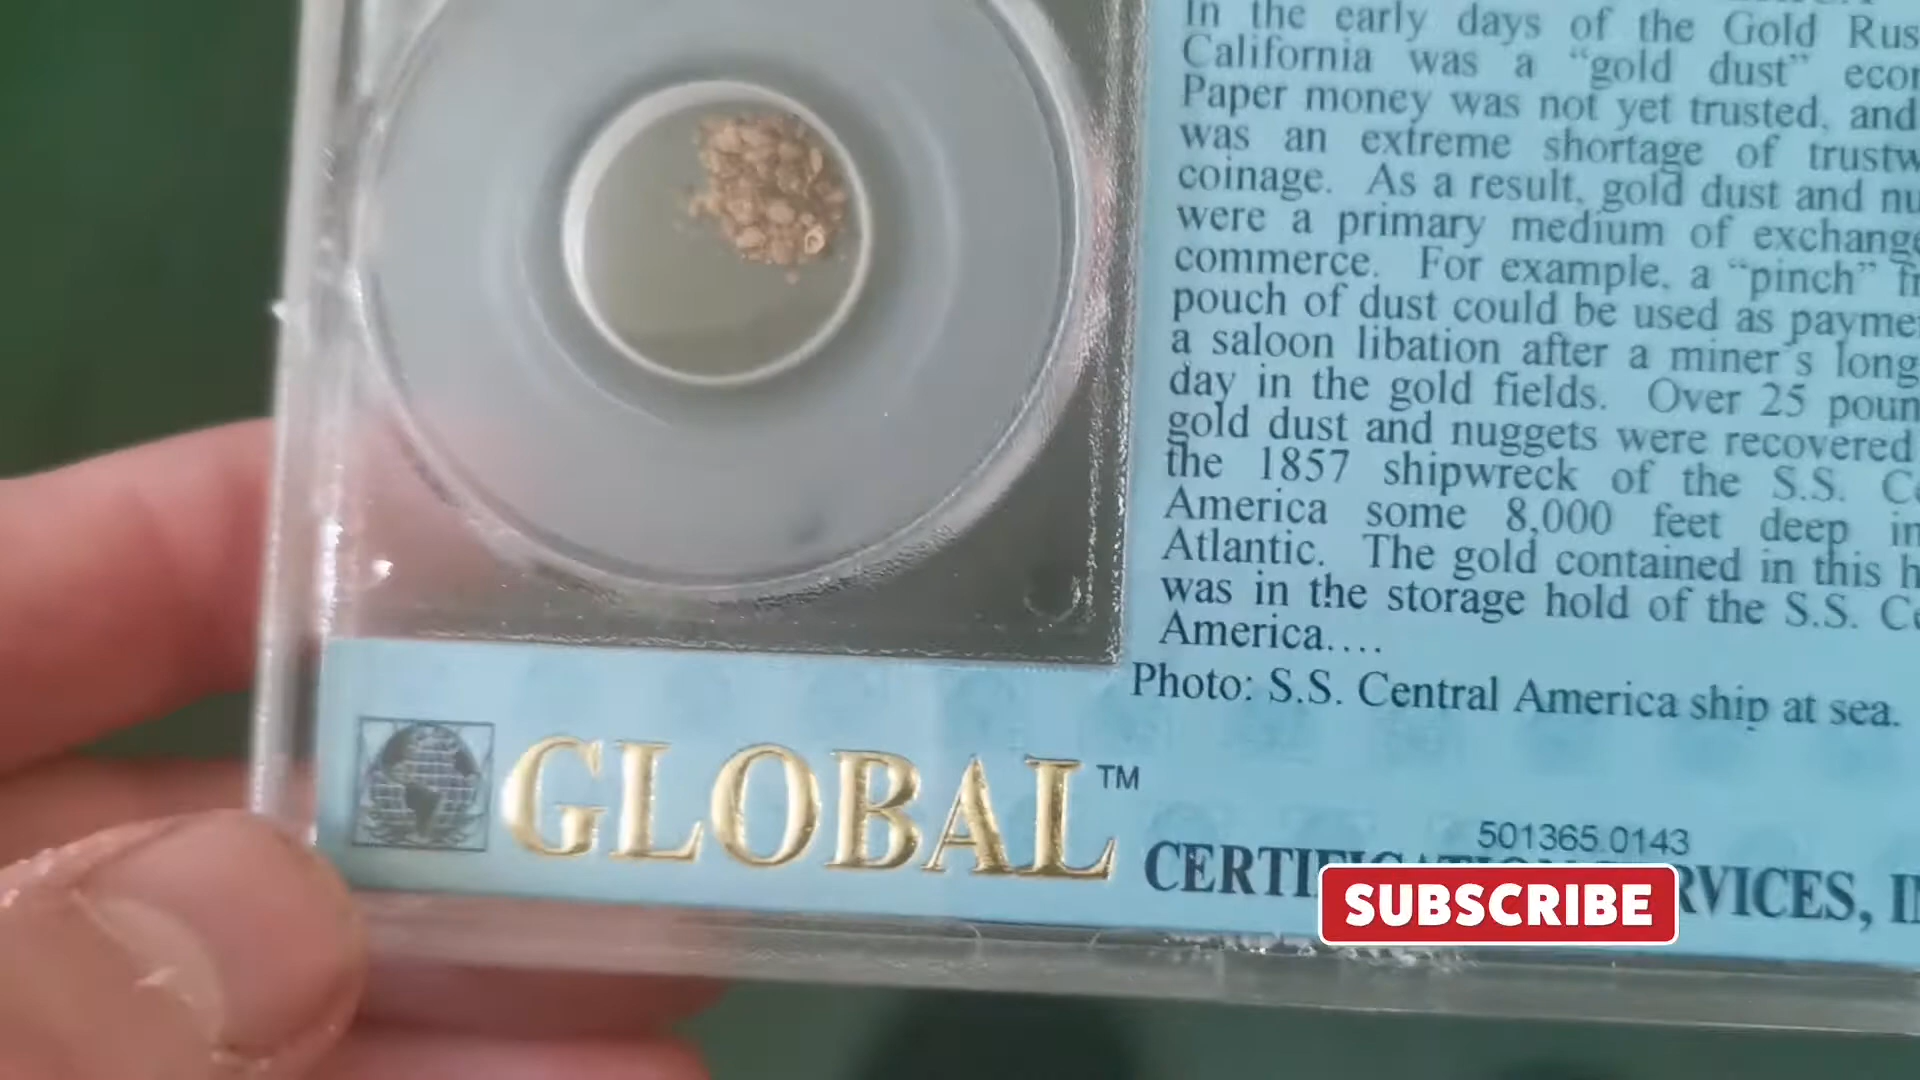 In the early days of the Gold
California was a “gold dust”
Paper money was not yet trusted, and
was an extreme shortage of
coinage. As a result, gold dust and
were a primary medium of
commerce. For example, a “pinch”
pouch of dust could be used as
a saloon libation after a miner's long
day in the gold fields. Over 25
gold dust and nuggets were recovered
the 1857 shipwreck of the S.S.
America some 8,000 feet deep
Atlantic. The gold contained in this
was in the storage hold of the S.S.
America....
Photo: S.S. Central America ship at sea.
GLOBAL™
501365.0143
SUBSCRIBE